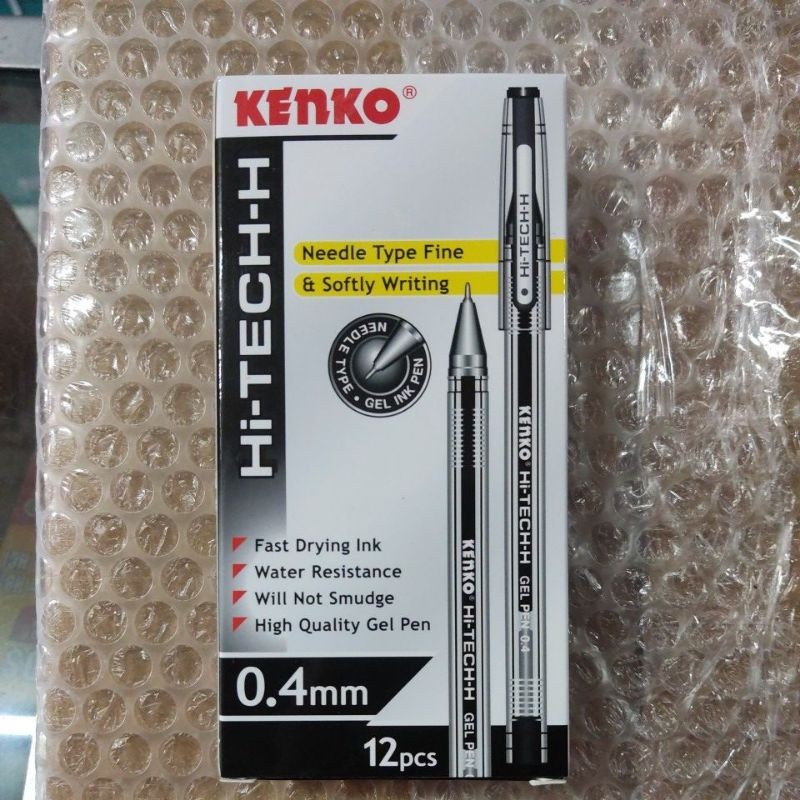 KENKO®
Hi-TECH-H
Needle Type Fine
& Softly Writing
Hi-TECH-H
NEEDLE TYPE • GEL INK PEN
KENKO Hi-TECH-H GEL PEN 0.4
KENKO® Hi-TECH-H GEL PEN
Fast Drying Ink
Water Resistance
Will Not Smudge
High Quality Gel Pen
0.4mm
12pcs